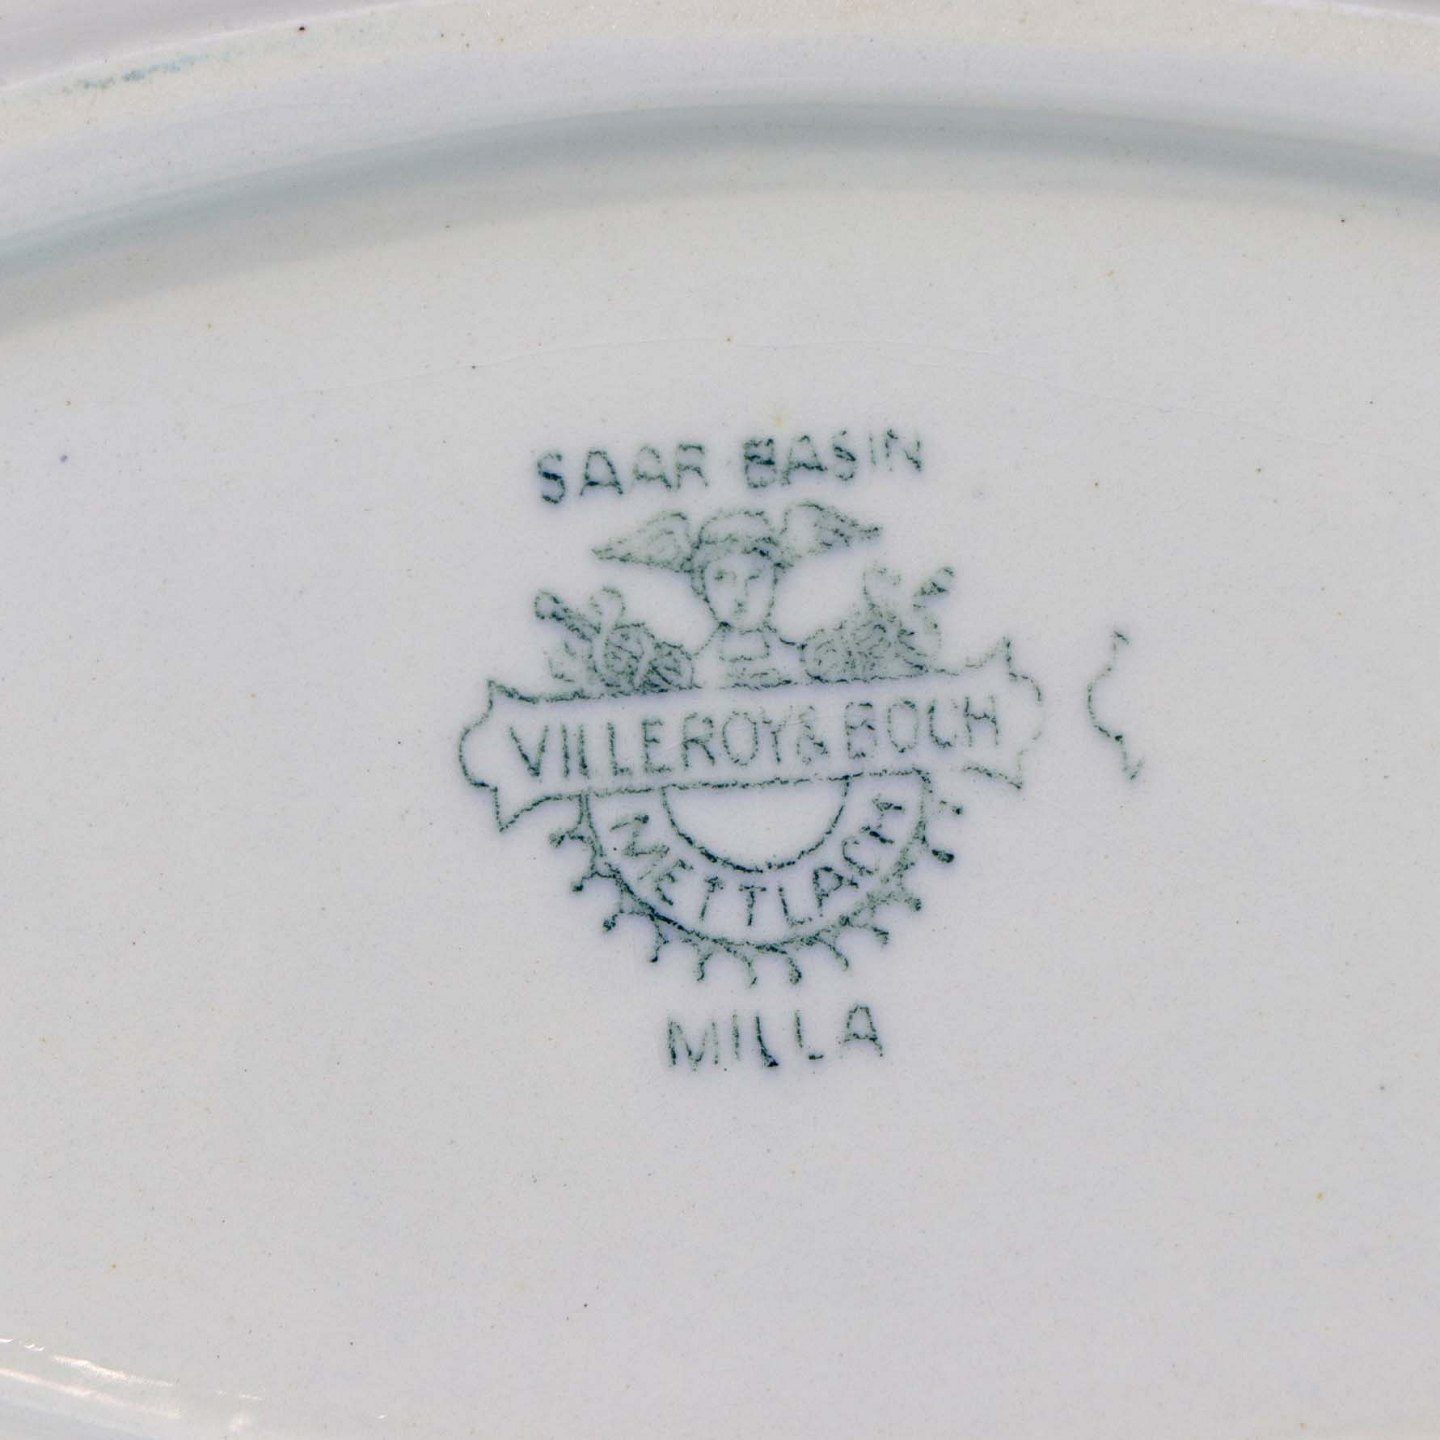 SAAR BASIN
VILLEROY & BOCH
METTLACH
MILLA